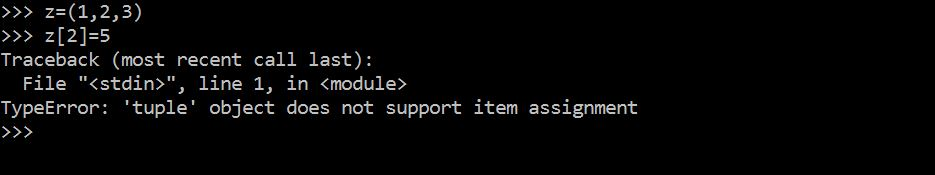 >>> z=(1,2,3)
>>> z[2]=5
Traceback (most recent call last):
  File "<stdin>", line 1, in <module>
TypeError: 'tuple' object does not support item assignment
>>>